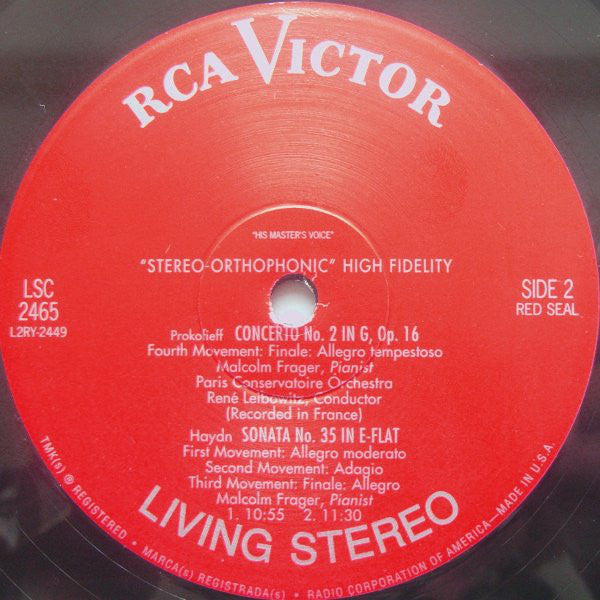 RCA VICTOR
"HIS MASTER'S VOICE"
"STEREO-ORTHOPHONIC" HIGH FIDELITY
LSC
2465
L2RY-2449
SIDE 2
RED SEAL
Prokofieff CONCERTO No. 2 IN G, Op. 16
Fourth Movement: Finale: Allegro tempestoso
Malcolm Frager, Pianist
Paris Conservatoire Orchestra
René Leibowitz, Conductor
(Recorded in France)
Haydn SONATA No. 35 IN E-FLAT
First Movement: Allegro moderato
Second Movement: Adagio
Third Movement: Finale: Allegro
Malcolm Frager, Pianist
1. 10:55 2. 11:30
LIVING STEREO
TMK(s) ® REGISTERED • MARCA(s) REGISTRADA(s) • RADIO CORPORATION OF AMERICA—MADE IN U.S.A.